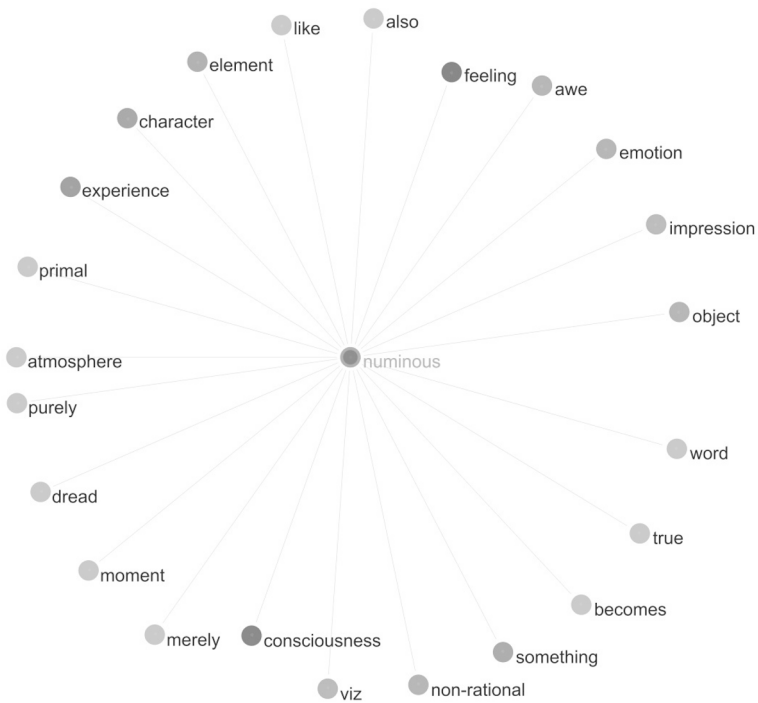 also
like
element
feeling
awe
character
emotion
experience
impression
primal
object
atmosphere
numinous
purely
word
dread
true
moment
becomes
merely
consciousness
something
viz
non-rational